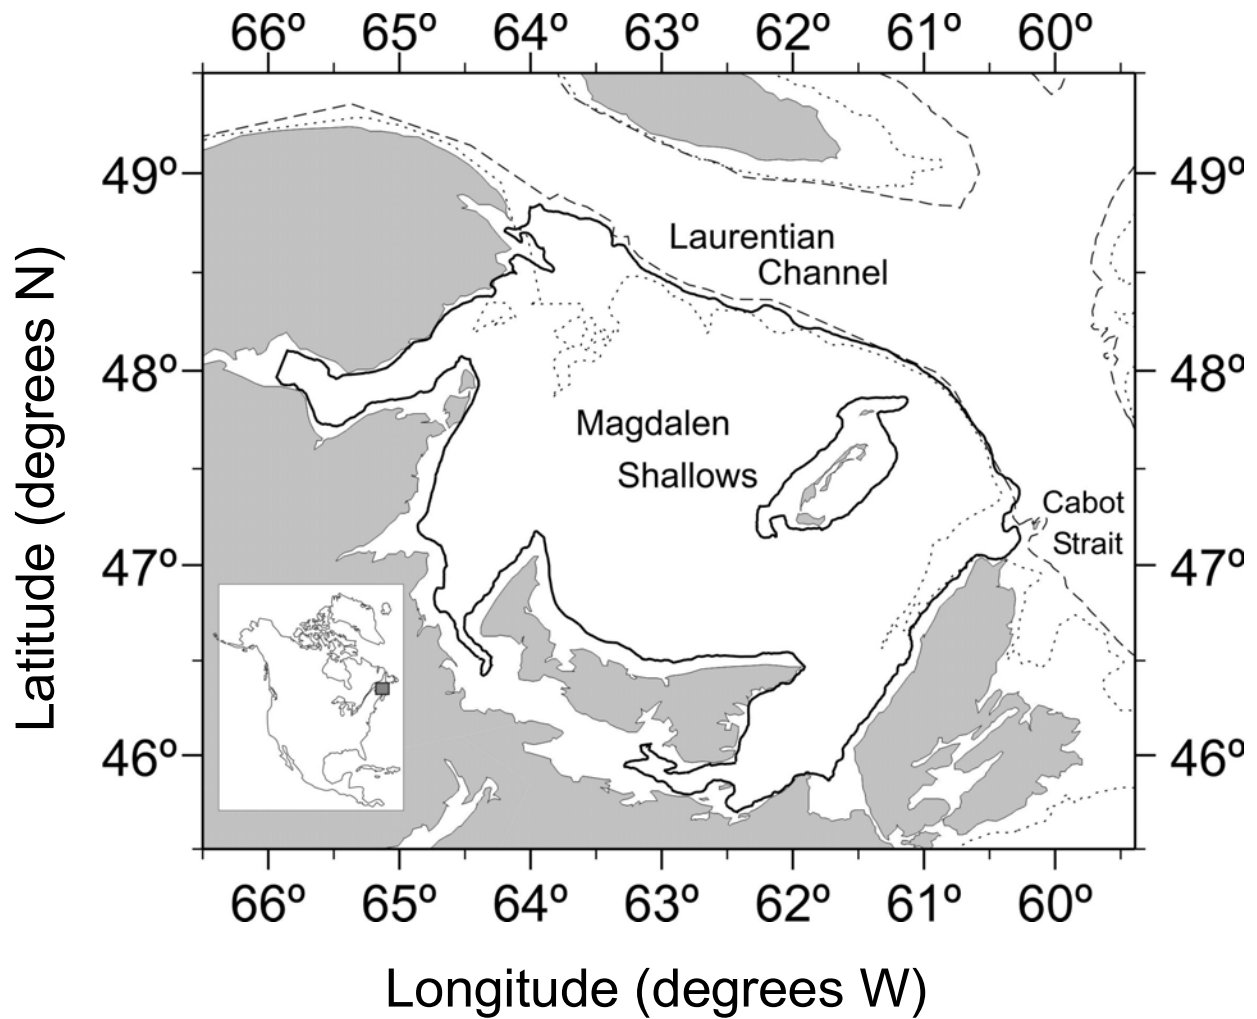 66º 65º 64º 63º 62º 61º 60º
49º 49º
Laurentian
Channel
48º 48º
Magdalen
Shallows
Cabot
Strait
47º 47º
46º 46º
66º 65º 64º 63º 62º 61º 60º
Latitude (degrees N)
Longitude (degrees W)